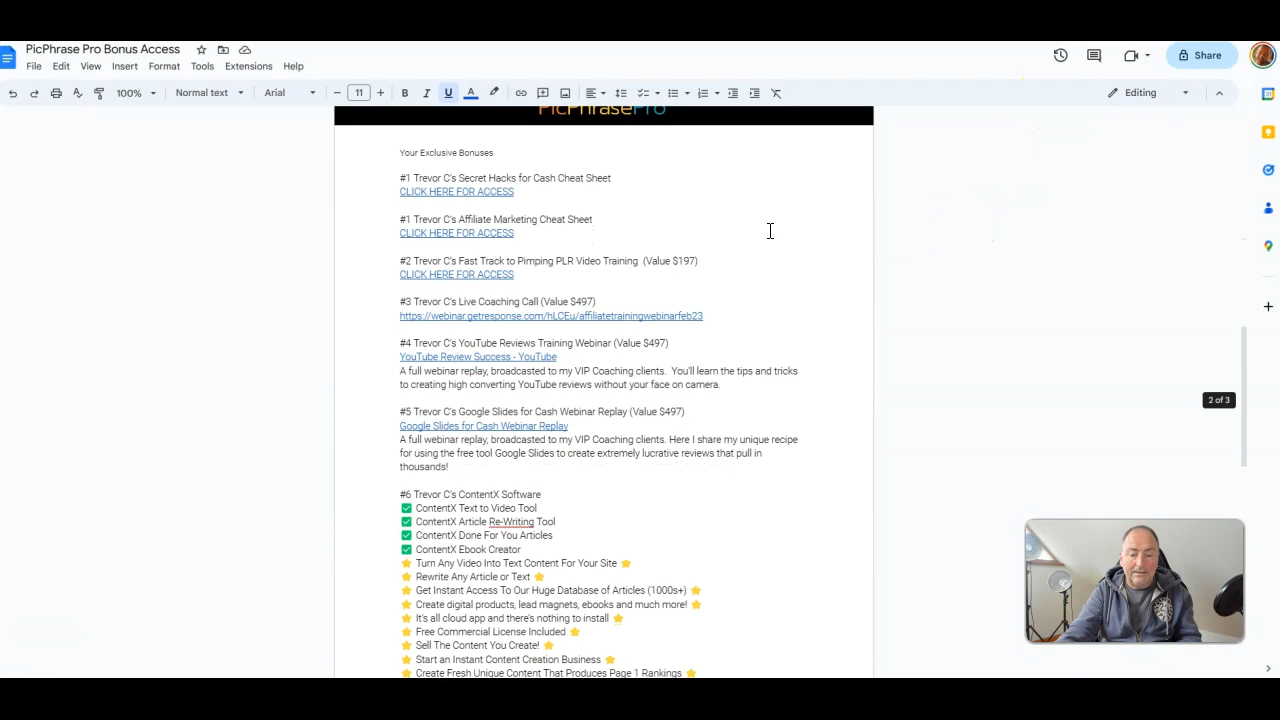 PicPhrase Pro Bonus Access
File Edit View Insert Format Tools Extensions Help
Share
100% Normal text Arial 11 Editing
PicPhrasePro
Your Exclusive Bonuses
#1 Trevor C's Secret Hacks for Cash Cheat Sheet
CLICK HERE FOR ACCESS
#1 Trevor C's Affiliate Marketing Cheat Sheet
CLICK HERE FOR ACCESS
#2 Trevor C's Fast Track to Pimping PLR Video Training (Value $197)
CLICK HERE FOR ACCESS
#3 Trevor C's Live Coaching Call (Value $497)
https://webinar.getresponse.com/hLCEu/affiliatetrainingwebinarfeb23
#4 Trevor C's YouTube Reviews Training Webinar (Value $497)
YouTube Review Success - YouTube
A full webinar replay, broadcasted to my VIP Coaching clients. You'll learn the tips and tricks
to creating high converting YouTube reviews without your face on camera.
2 of 3
#5 Trevor C's Google Slides for Cash Webinar Replay (Value $497)
Google Slides for Cash Webinar Replay
A full webinar replay, broadcasted to my VIP Coaching clients. Here I share my unique recipe
for using the free tool Google Slides to create extremely lucrative reviews that pull in
thousands!
#6 Trevor C's ContentX Software
✅ ContentX Text to Video Tool
✅ ContentX Article Re-Writing Tool
✅ ContentX Done For You Articles
✅ ContentX Ebook Creator
⭐ Turn Any Video Into Text Content For Your Site ⭐
⭐ Rewrite Any Article or Text ⭐
⭐ Get Instant Access To Our Huge Database of Articles (1000s+) ⭐
⭐ Create digital products, lead magnets, ebooks and much more! ⭐
⭐ It's all cloud app and there's nothing to install ⭐
⭐ Free Commercial License Included ⭐
⭐ Sell The Content You Create! ⭐
⭐ Start an Instant Content Creation Business ⭐
⭐ Create Fresh Unique Content That Produces Page 1 Rankings ⭐